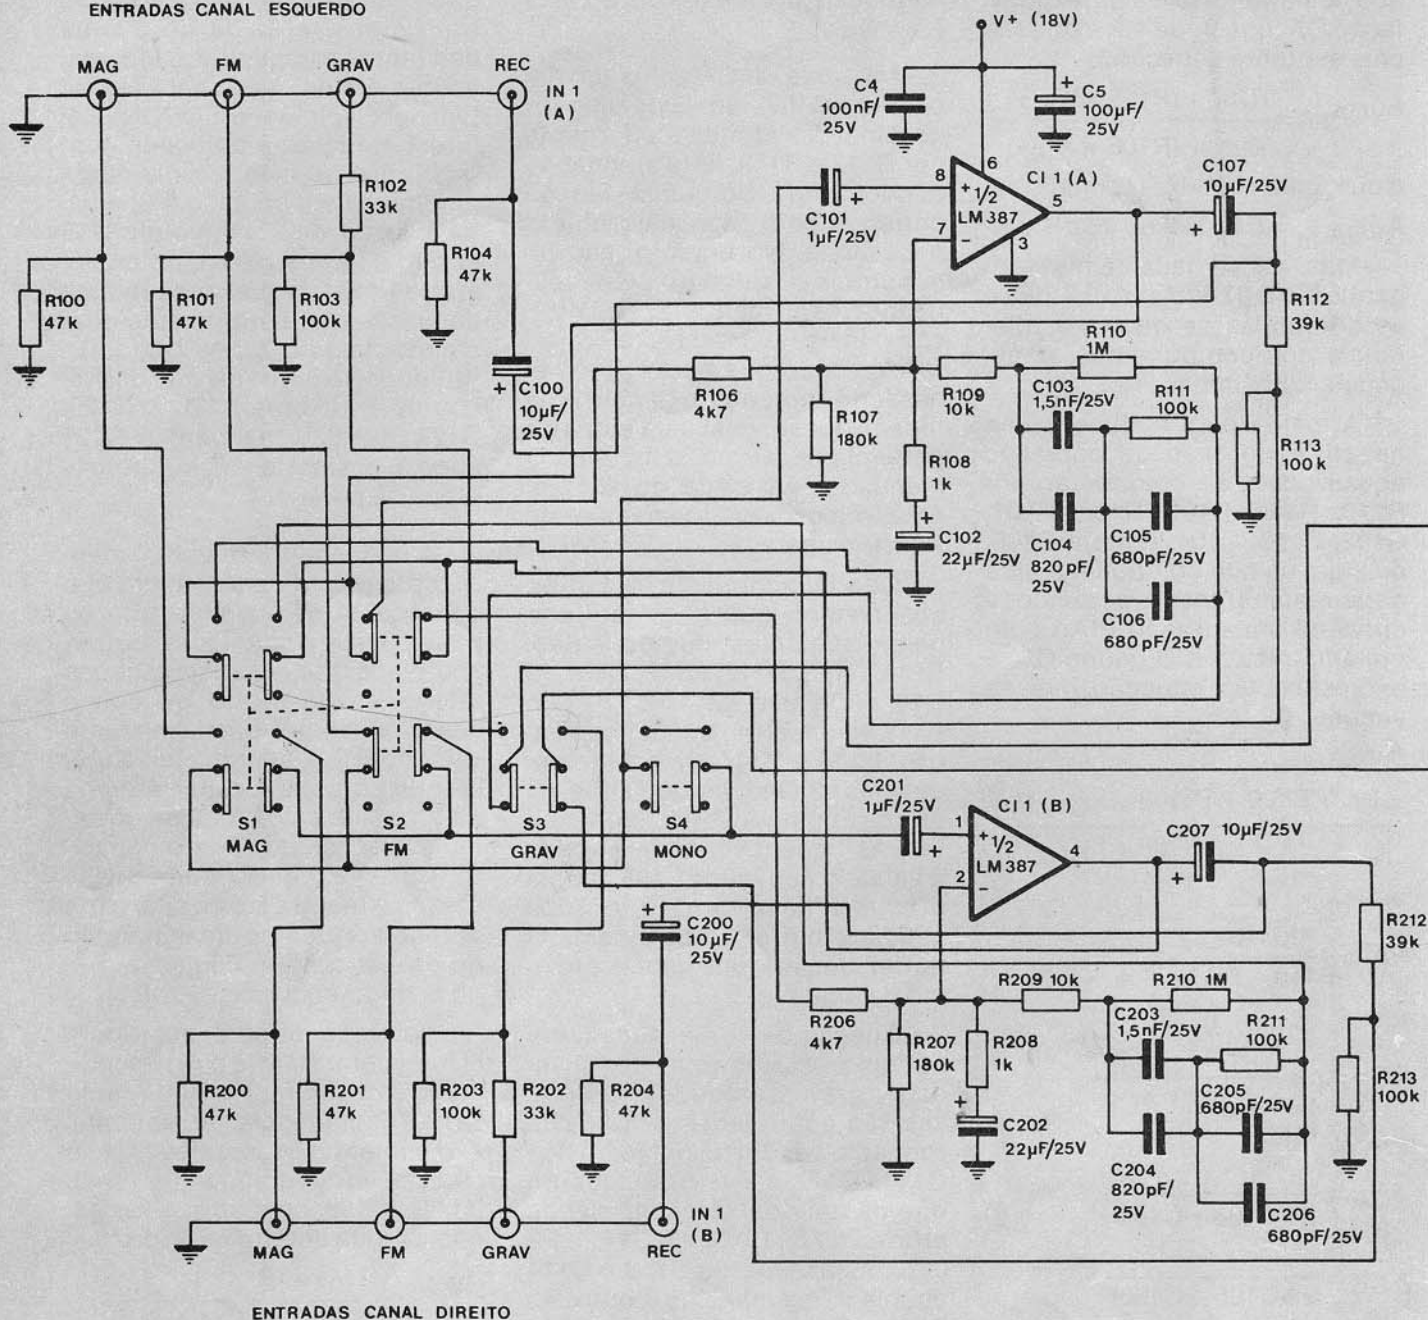 ENTRADAS CANAL ESQUERDO
MAG
FM
GRAV
REC
IN 1
(A)
V+ (18V)
C4
100nF/
25V
+
C5
100µF/
25V
R102
33k
R104
47k
R100
47k
R101
47k
R103
100k
+
C100
10µF/
25V
+
C101
1µF/25V
8
+
1/2
LM387
7
−
6
CI 1 (A)
5
3
C107
10µF/25V
+
R112
39k
R113
100k
R106
4k7
R107
180k
R108
1k
+
C102
22µF/25V
R109
10k
R110
1M
C103
1,5nF/25V
R111
100k
C104
820pF/
25V
C105
680pF/25V
C106
680pF/25V
S1
MAG
S2
FM
S3
GRAV
S4
MONO
C201
1µF/25V
+
CI 1 (B)
1
+
1/2
LM387
2
−
4
C207 10µF/25V
+
R212
39k
R213
100k
+
C200
10µF/
25V
R206
4k7
R207
180k
R208
1k
+
C202
22µF/25V
R209 10k
R210 1M
C203
1,5nF/25V
R211
100k
C205
680pF/25V
C204
820pF/
25V
C206
680pF/25V
R200
47k
R201
47k
R203
100k
R202
33k
R204
47k
MAG
FM
GRAV
REC
IN 1
(B)
ENTRADAS CANAL DIREITO